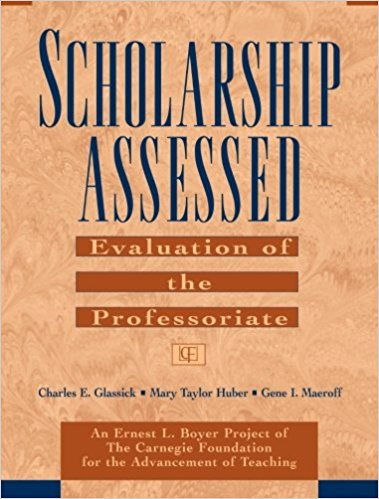 SCHOLARSHIP
ASSESSED
Evaluation of
the
Professoriate
CF
Charles E. Glassick ▪ Mary Taylor Huber ▪ Gene I. Maeroff
An Ernest L. Boyer Project of
The Carnegie Foundation
for the Advancement of Teaching